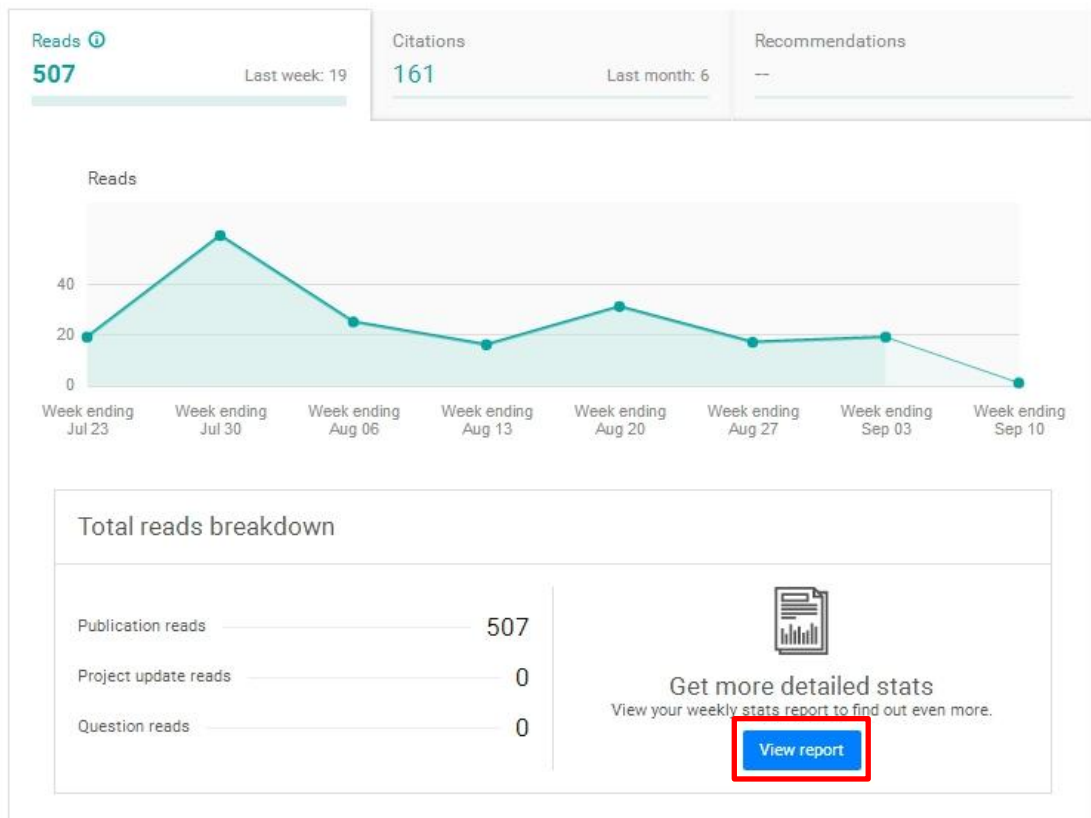 Reads
507
Last week: 19
Citations
161
Last month: 6
Recommendations
--
Reads
40
20
0
Week ending
Jul 23
Week ending
Jul 30
Week ending
Aug 06
Week ending
Aug 13
Week ending
Aug 20
Week ending
Aug 27
Week ending
Sep 03
Week ending
Sep 10
Total reads breakdown
Publication reads 507
Project update reads 0
Question reads 0
Get more detailed stats
View your weekly stats report to find out even more.
View report